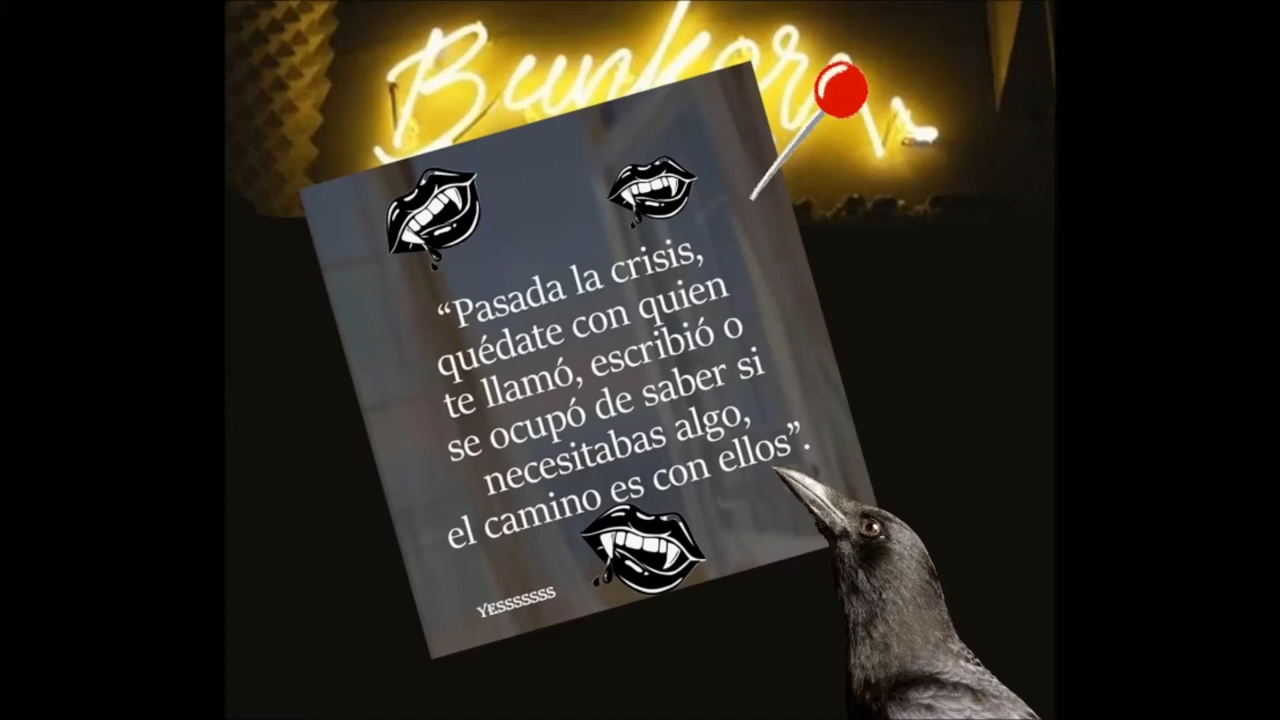 Bunker
“Pasada la crisis,
quédate con quien
te llamó, escribió o
se ocupó de saber si
necesitabas algo,
el camino es con ellos”.
YESSSSSSS